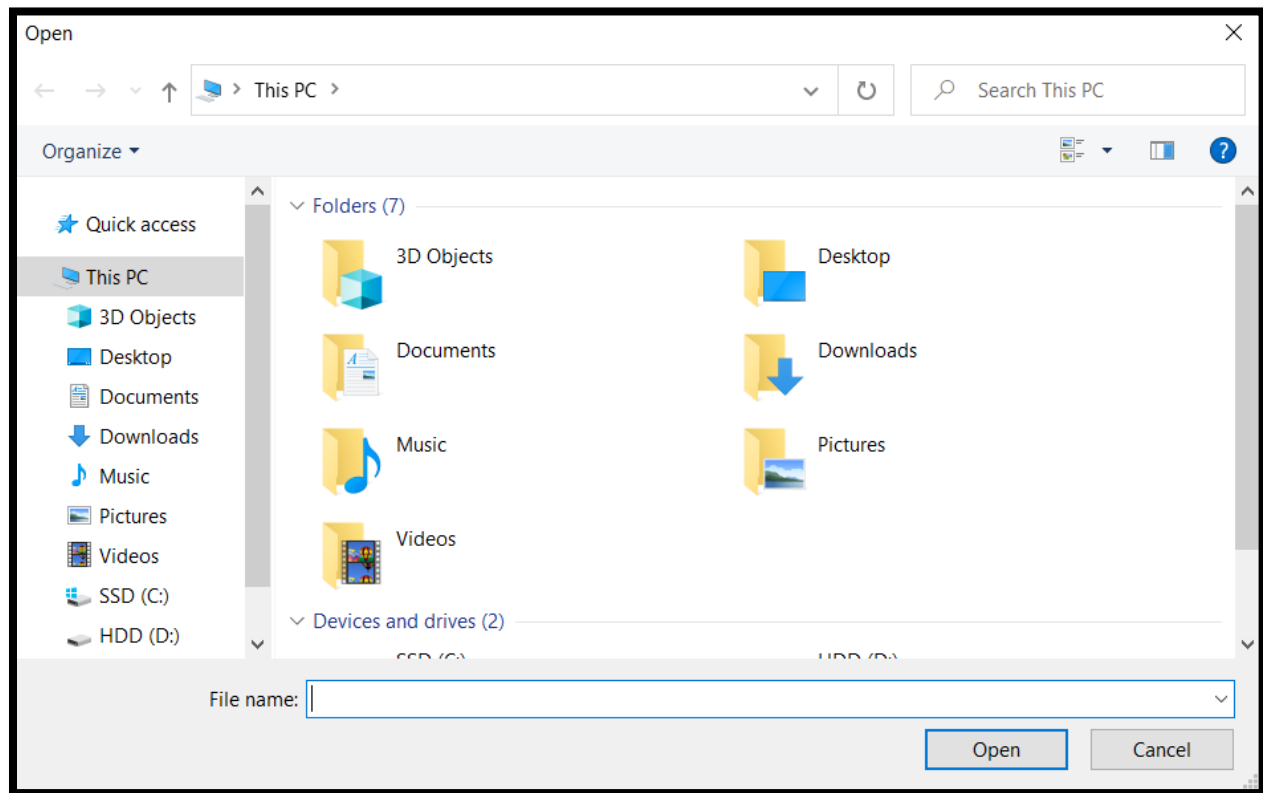 Open
This PC
Search This PC
Organize
?
Quick access
This PC
3D Objects
Desktop
Documents
Downloads
Music
Pictures
Videos
SSD (C:)
HDD (D:)
Folders (7)
3D Objects
Desktop
Documents
Downloads
Music
Pictures
Videos
Devices and drives (2)
SSD (C:)
HDD (D:)
File name:
Open
Cancel